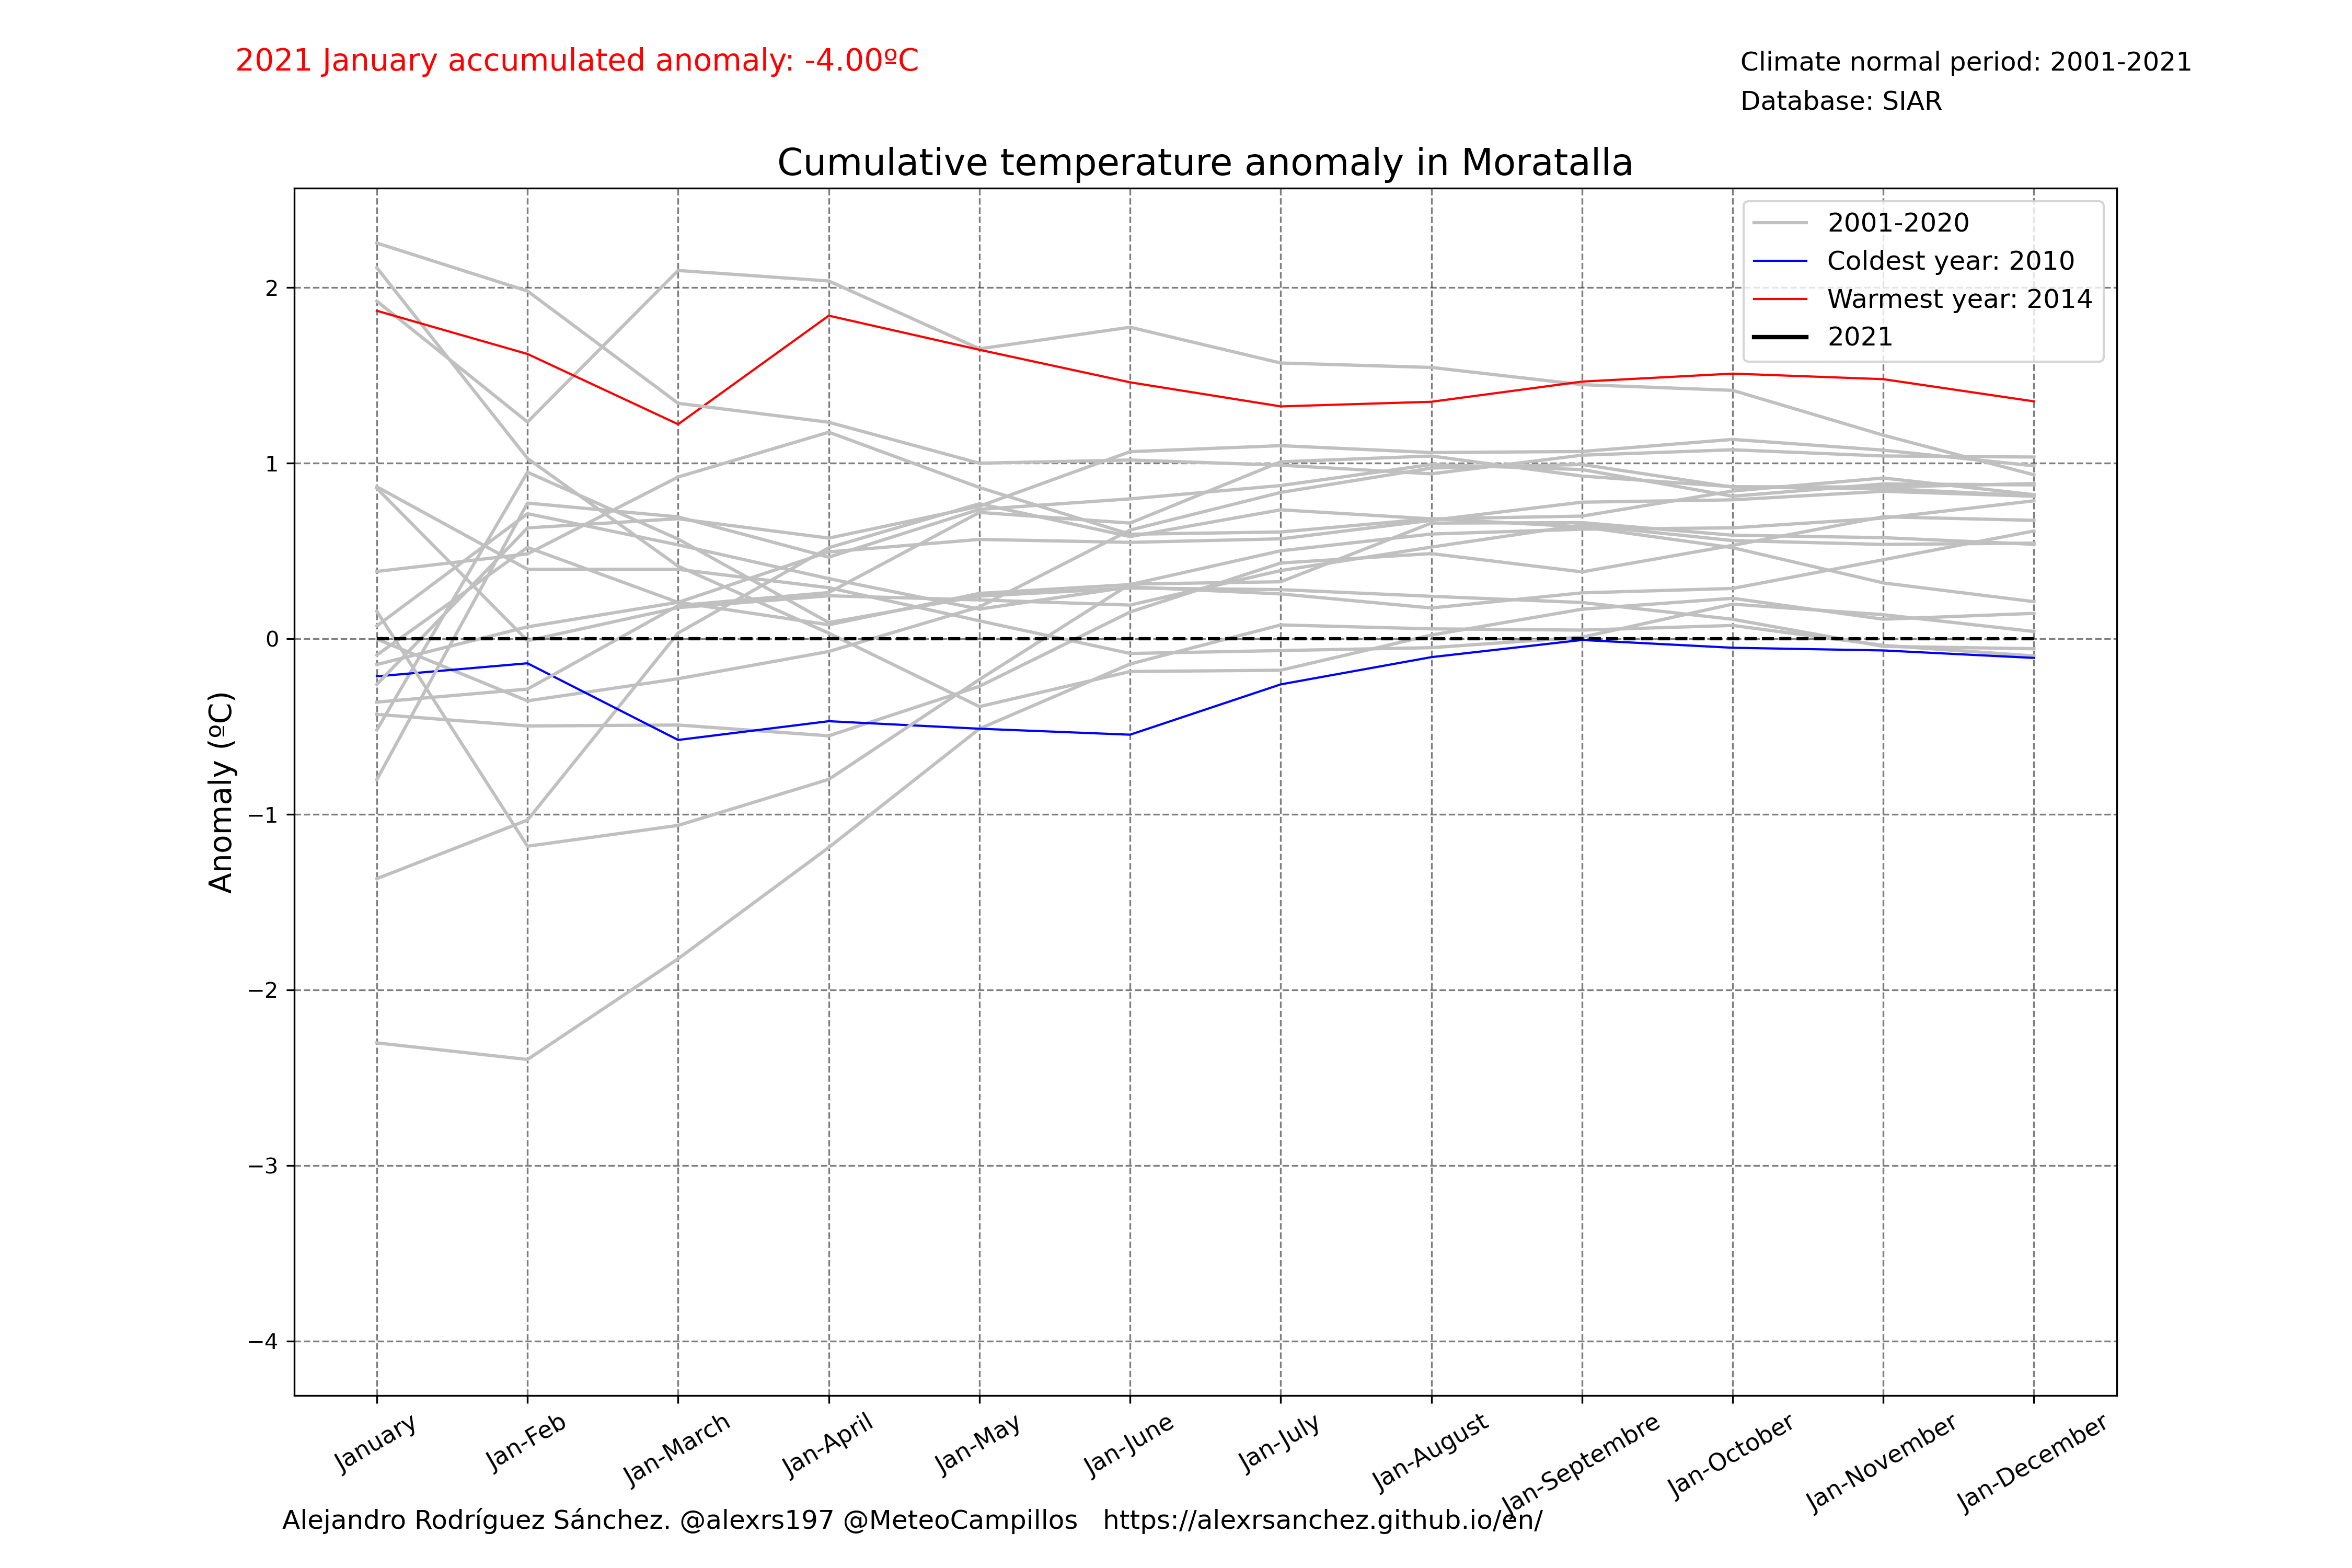 2021 January accumulated anomaly: -4.00ºC
Climate normal period: 2001-2021
Database: SIAR
Cumulative temperature anomaly in Moratalla
2001-2020
Coldest year: 2010
Warmest year: 2014
2021
Anomaly (ºC)
2
1
0
−1
−2
−3
−4
January
Jan-Feb
Jan-March
Jan-April
Jan-May
Jan-June
Jan-July
Jan-August
Jan-Septembre
Jan-October
Jan-November
Jan-December
Alejandro Rodríguez Sánchez. @alexrs197 @MeteoCampillos https://alexrsanchez.github.io/en/